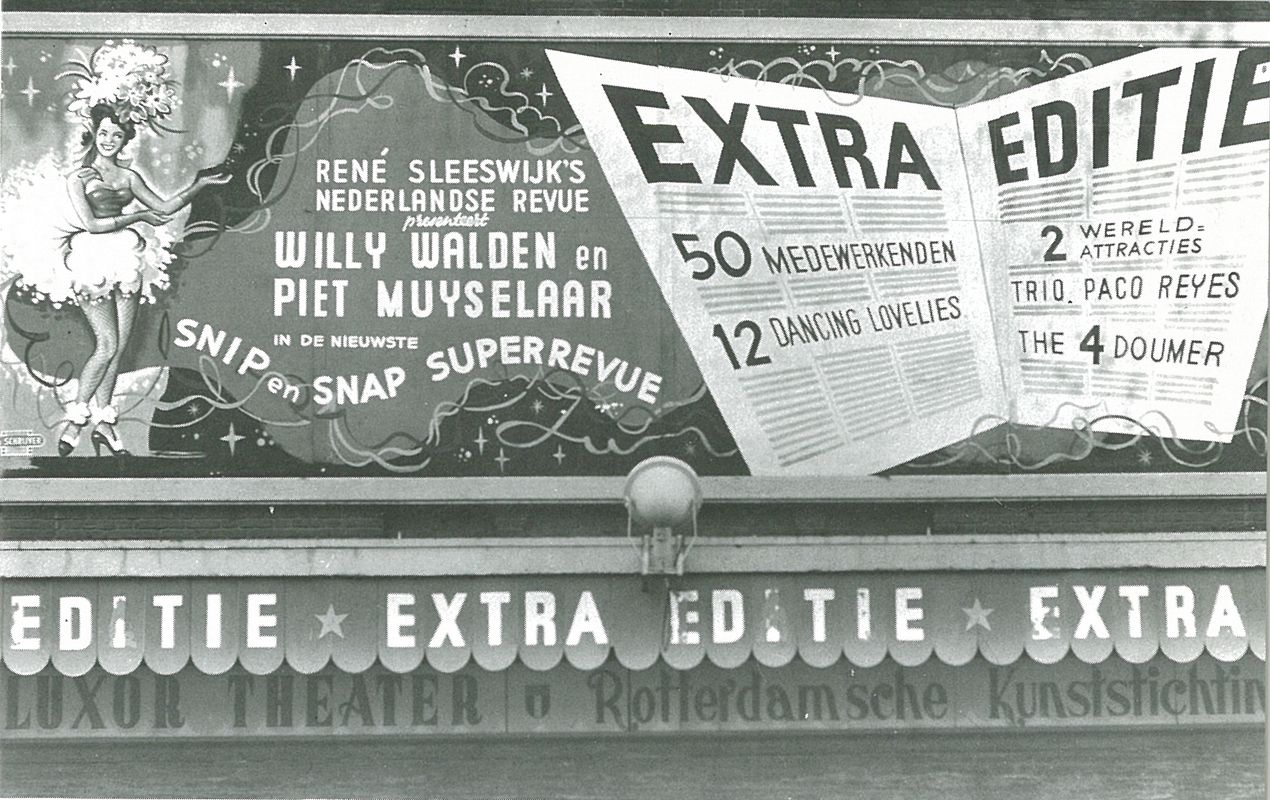 RENÉ SLEESWIJK'S
NEDERLANDSE REVUE
presenteert
WILLY WALDEN en
PIET MUYSELAAR
IN DE NIEUWSTE
SNIP en SNAP SUPERREVUE
SCHRIJVER
EXTRA EDITIE
50 MEDEWERKENDEN
12 DANCING LOVELIES
2 WERELD=
ATTRACTIES
TRIO. PACO REYES
THE 4 DOUMER
EDITIE ★ EXTRA EDITIE ★ EXTRA
LUXOR THEATER Rotterdamsche Kunststichtin